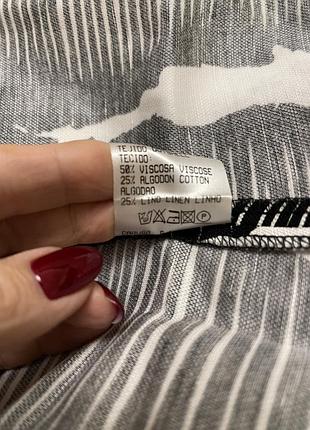 TEJIDO
TECIDO:
50% VISCOSA VISCOSE
25% ALGODON COTTON
ALGODAO
25% LINO LINEN LINHO
P